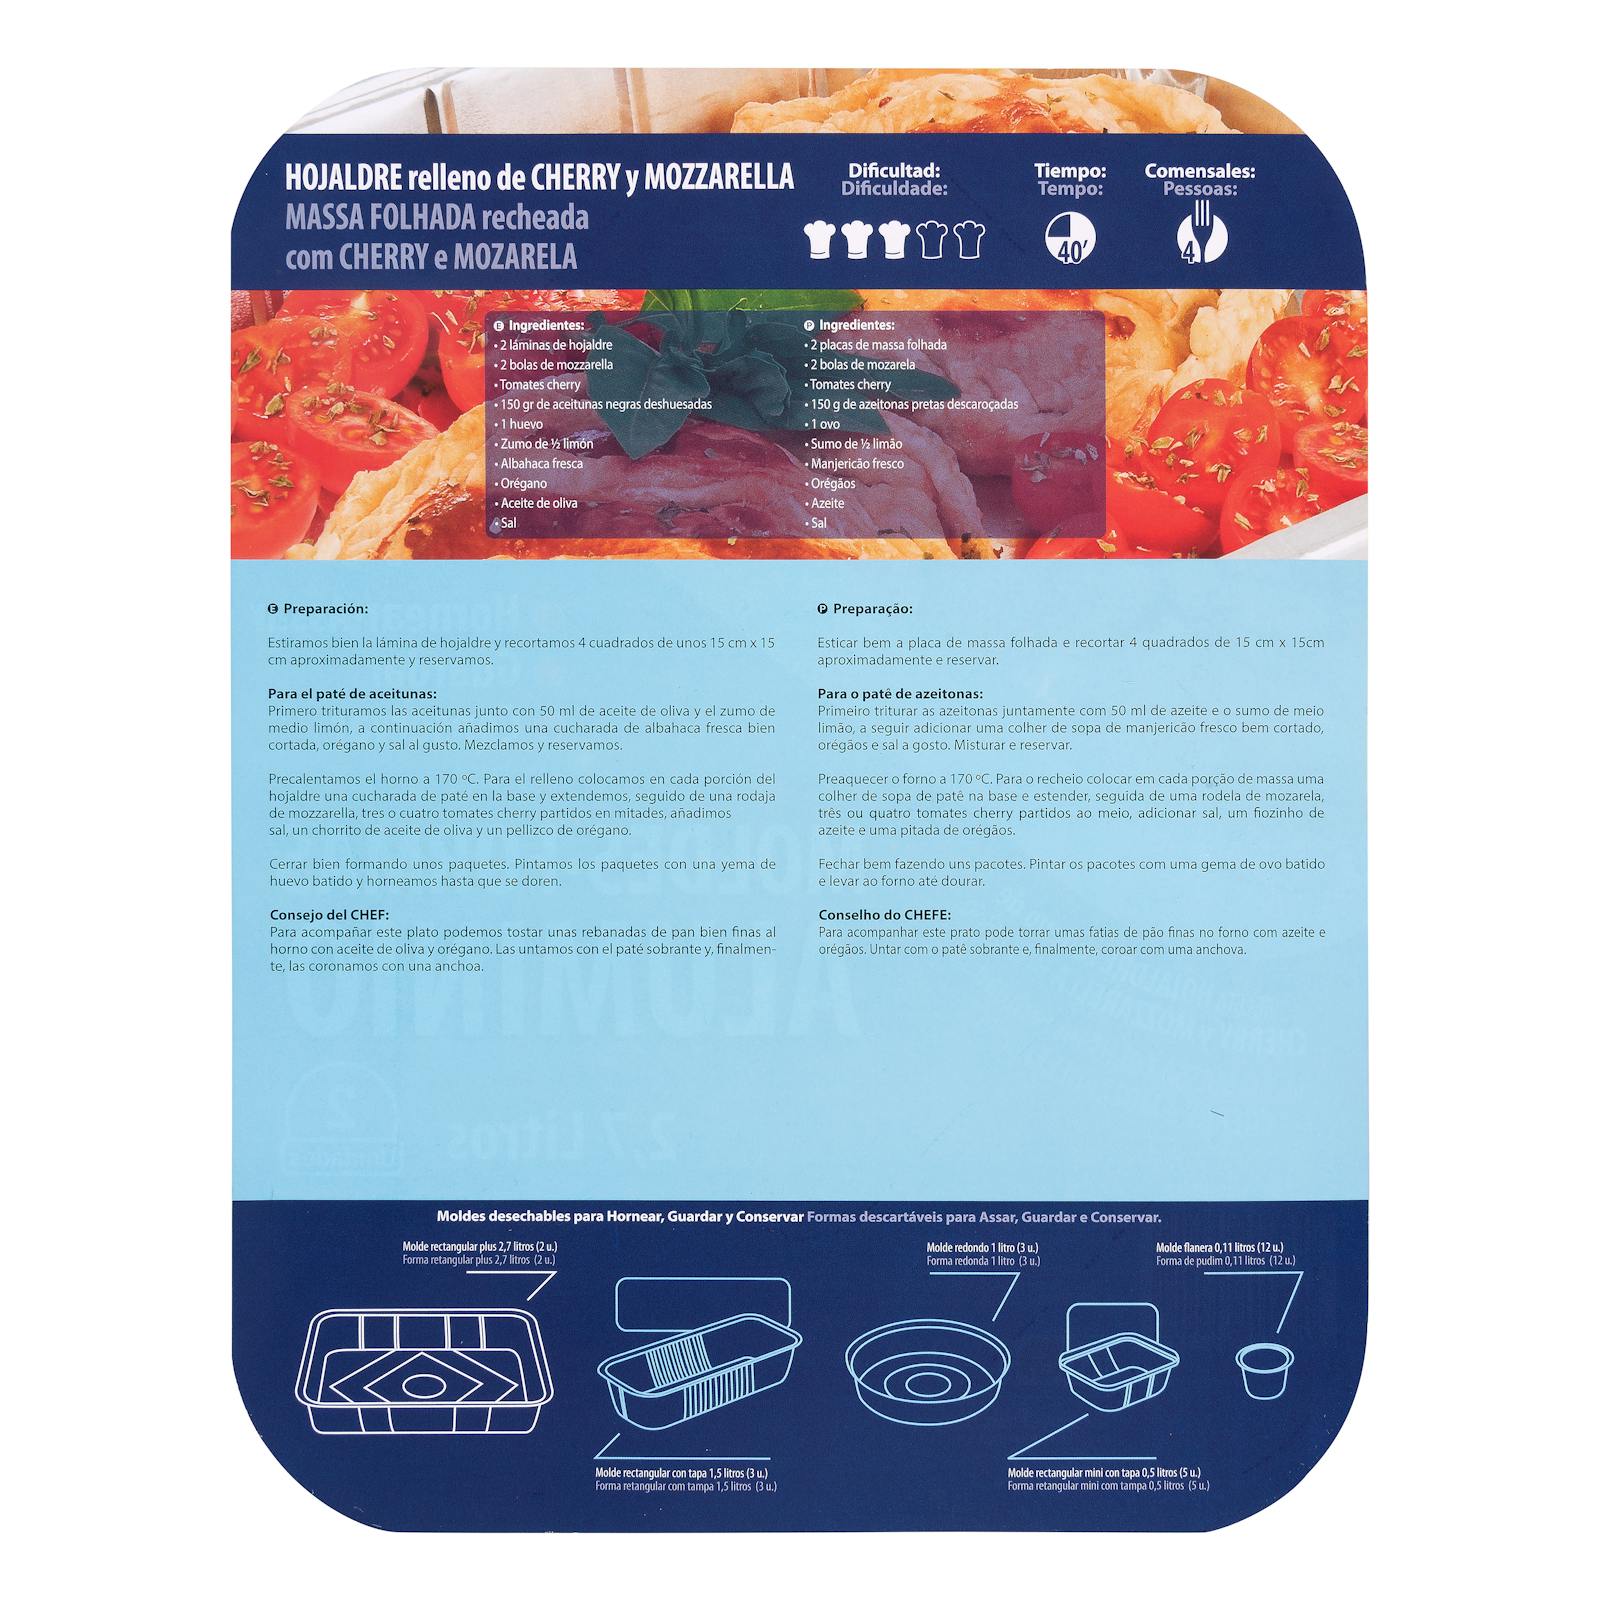 HOJALDRE relleno de CHERRY y MOZZARELLA
MASSA FOLHADA recheada
com CHERRY e MOZARELA
Dificultad:
Dificuldade:
Tiempo:
Tempo:
40'
Comensales:
Pessoas:
4
E Ingredientes:
• 2 láminas de hojaldre
• 2 bolas de mozzarella
• Tomates cherry
• 150 gr de aceitunas negras deshuesadas
• 1 huevo
• Zumo de ½ limón
• Albahaca fresca
• Orégano
• Aceite de oliva
• Sal
P Ingredientes:
• 2 placas de massa folhada
• 2 bolas de mozarela
• Tomates cherry
• 150 g de azeitonas pretas descaroçadas
• 1 ovo
• Sumo de ½ limão
• Manjericão fresco
• Orégãos
• Azeite
• Sal
E Preparación:
Estiramos bien la lámina de hojaldre y recortamos 4 cuadrados de unos 15 cm x 15
cm aproximadamente y reservamos.
Para el paté de aceitunas:
Primero trituramos las aceitunas junto con 50 ml de aceite de oliva y el zumo de
medio limón, a continuación añadimos una cucharada de albahaca fresca bien
cortada, orégano y sal al gusto. Mezclamos y reservamos.
Precalentamos el horno a 170 ºC. Para el relleno colocamos en cada porción del
hojaldre una cucharada de paté en la base y extendemos, seguido de una rodaja
de mozzarella, tres o cuatro tomates cherry partidos en mitades, añadimos
sal, un chorrito de aceite de oliva y un pellizco de orégano.
Cerrar bien formando unos paquetes. Pintamos los paquetes con una yema de
huevo batido y horneamos hasta que se doren.
Consejo del CHEF:
Para acompañar este plato podemos tostar unas rebanadas de pan bien finas al
horno con aceite de oliva y orégano. Las untamos con el paté sobrante y, finalmen-
te, las coronamos con una anchoa.
P Preparação:
Esticar bem a placa de massa folhada e recortar 4 quadrados de 15 cm x 15cm
aproximadamente e reservar.
Para o patê de azeitonas:
Primeiro triturar as azeitonas juntamente com 50 ml de azeite e o sumo de meio
limão, a seguir adicionar uma colher de sopa de manjericão fresco bem cortado,
orégãos e sal a gosto. Misturar e reservar.
Preaquecer o forno a 170 ºC. Para o recheio colocar em cada porção de massa uma
colher de sopa de patê na base e estender, seguida de uma rodela de mozarela,
três ou quatro tomates cherry partidos ao meio, adicionar sal, um fiozinho de
azeite e uma pitada de orégãos.
Fechar bem fazendo uns pacotes. Pintar os pacotes com uma gema de ovo batido
e levar ao forno até dourar.
Conselho do CHEFE:
Para acompanhar este prato pode torrar umas fatias de pão finas no forno com azeite e
orégãos. Untar com o patê sobrante e, finalmente, coroar com uma anchova.
Moldes desechables para Hornear, Guardar y Conservar Formas descartáveis para Assar, Guardar e Conservar.
Molde rectangular plus 2,7 litros (2 u.)
Forma retangular plus 2,7 litros (2 u.)
Molde redondo 1 litro (3 u.)
Forma redonda 1 litro (3 u.)
Molde flanera 0,11 litros (12 u.)
Forma de pudim 0,11 litros (12 u.)
Molde rectangular con tapa 1,5 litros (3 u.)
Forma retangular com tampa 1,5 litros (3 u.)
Molde rectangular mini con tapa 0,5 litros (5 u.)
Forma retangular mini com tampa 0,5 litros (5 u.)